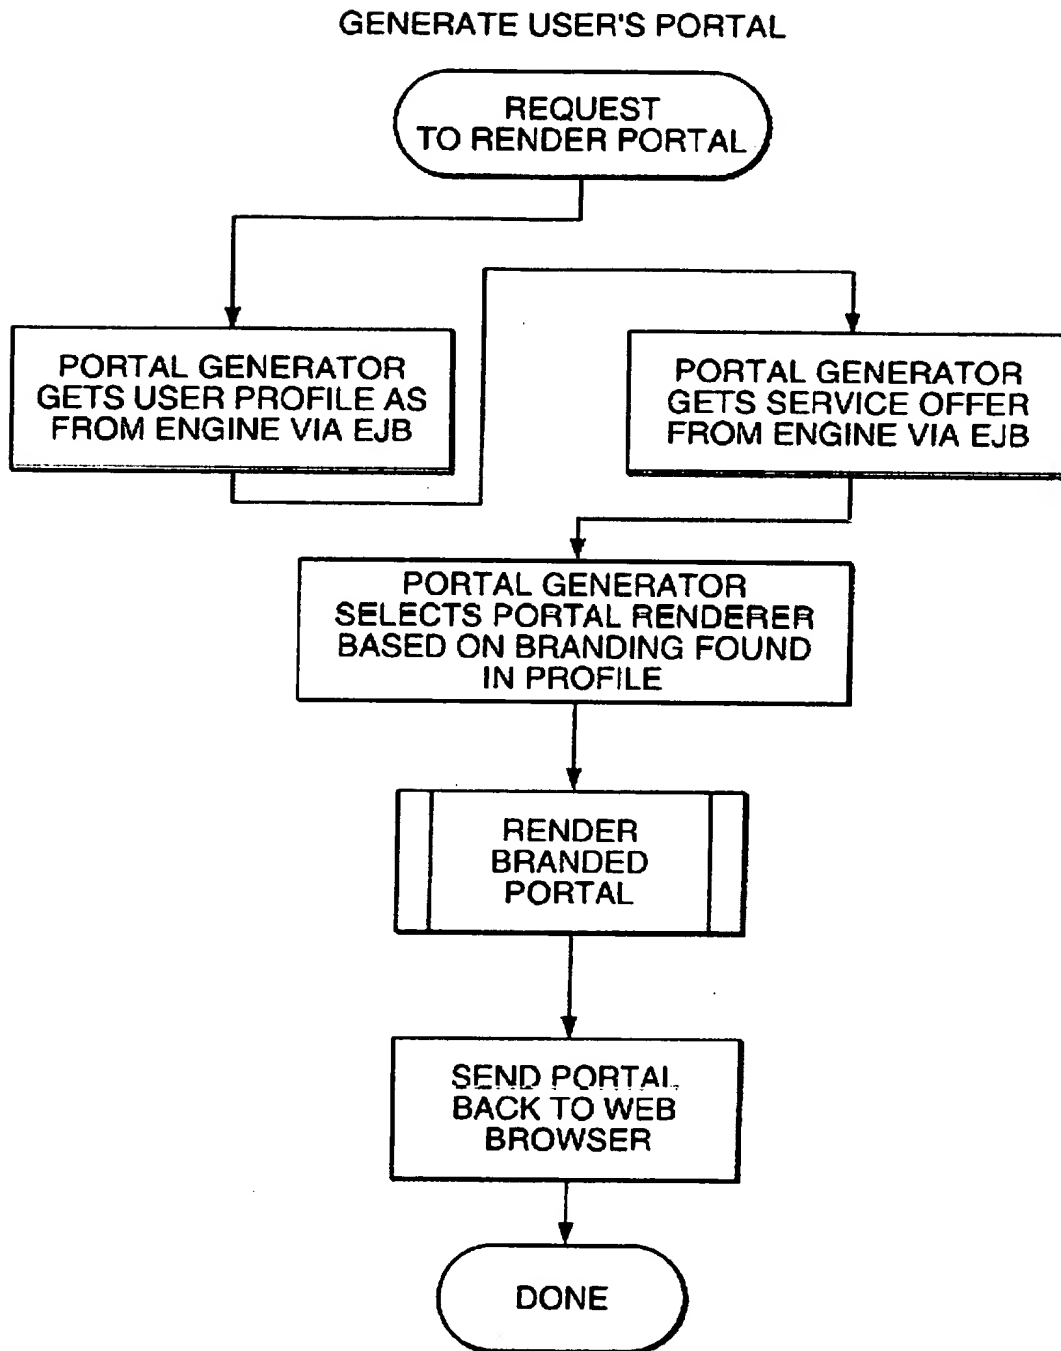 GENERATE USER'S PORTAL
REQUEST
TO RENDER PORTAL
PORTAL GENERATOR
GETS USER PROFILE AS
FROM ENGINE VIA EJB
PORTAL GENERATOR
GETS SERVICE OFFER
FROM ENGINE VIA EJB
PORTAL GENERATOR
SELECTS PORTAL RENDERER
BASED ON BRANDING FOUND
IN PROFILE
RENDER
BRANDED
PORTAL
SEND PORTAL
BACK TO WEB
BROWSER
DONE